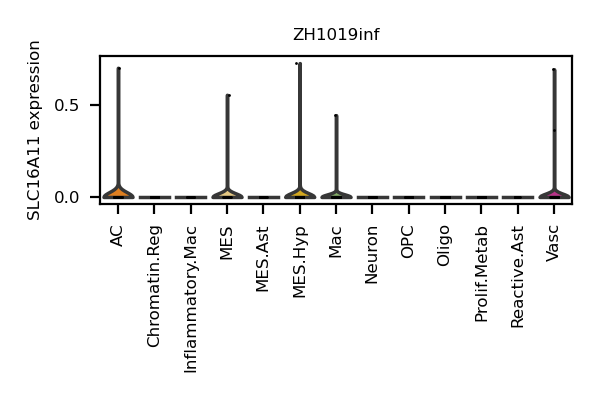 ZH1019inf
SLC16A11 expression
0.5
0.0
AC
Chromatin.Reg
Inflammatory.Mac
MES
MES.Ast
MES.Hyp
Mac
Neuron
OPC
Oligo
Prolif.Metab
Reactive.Ast
Vasc